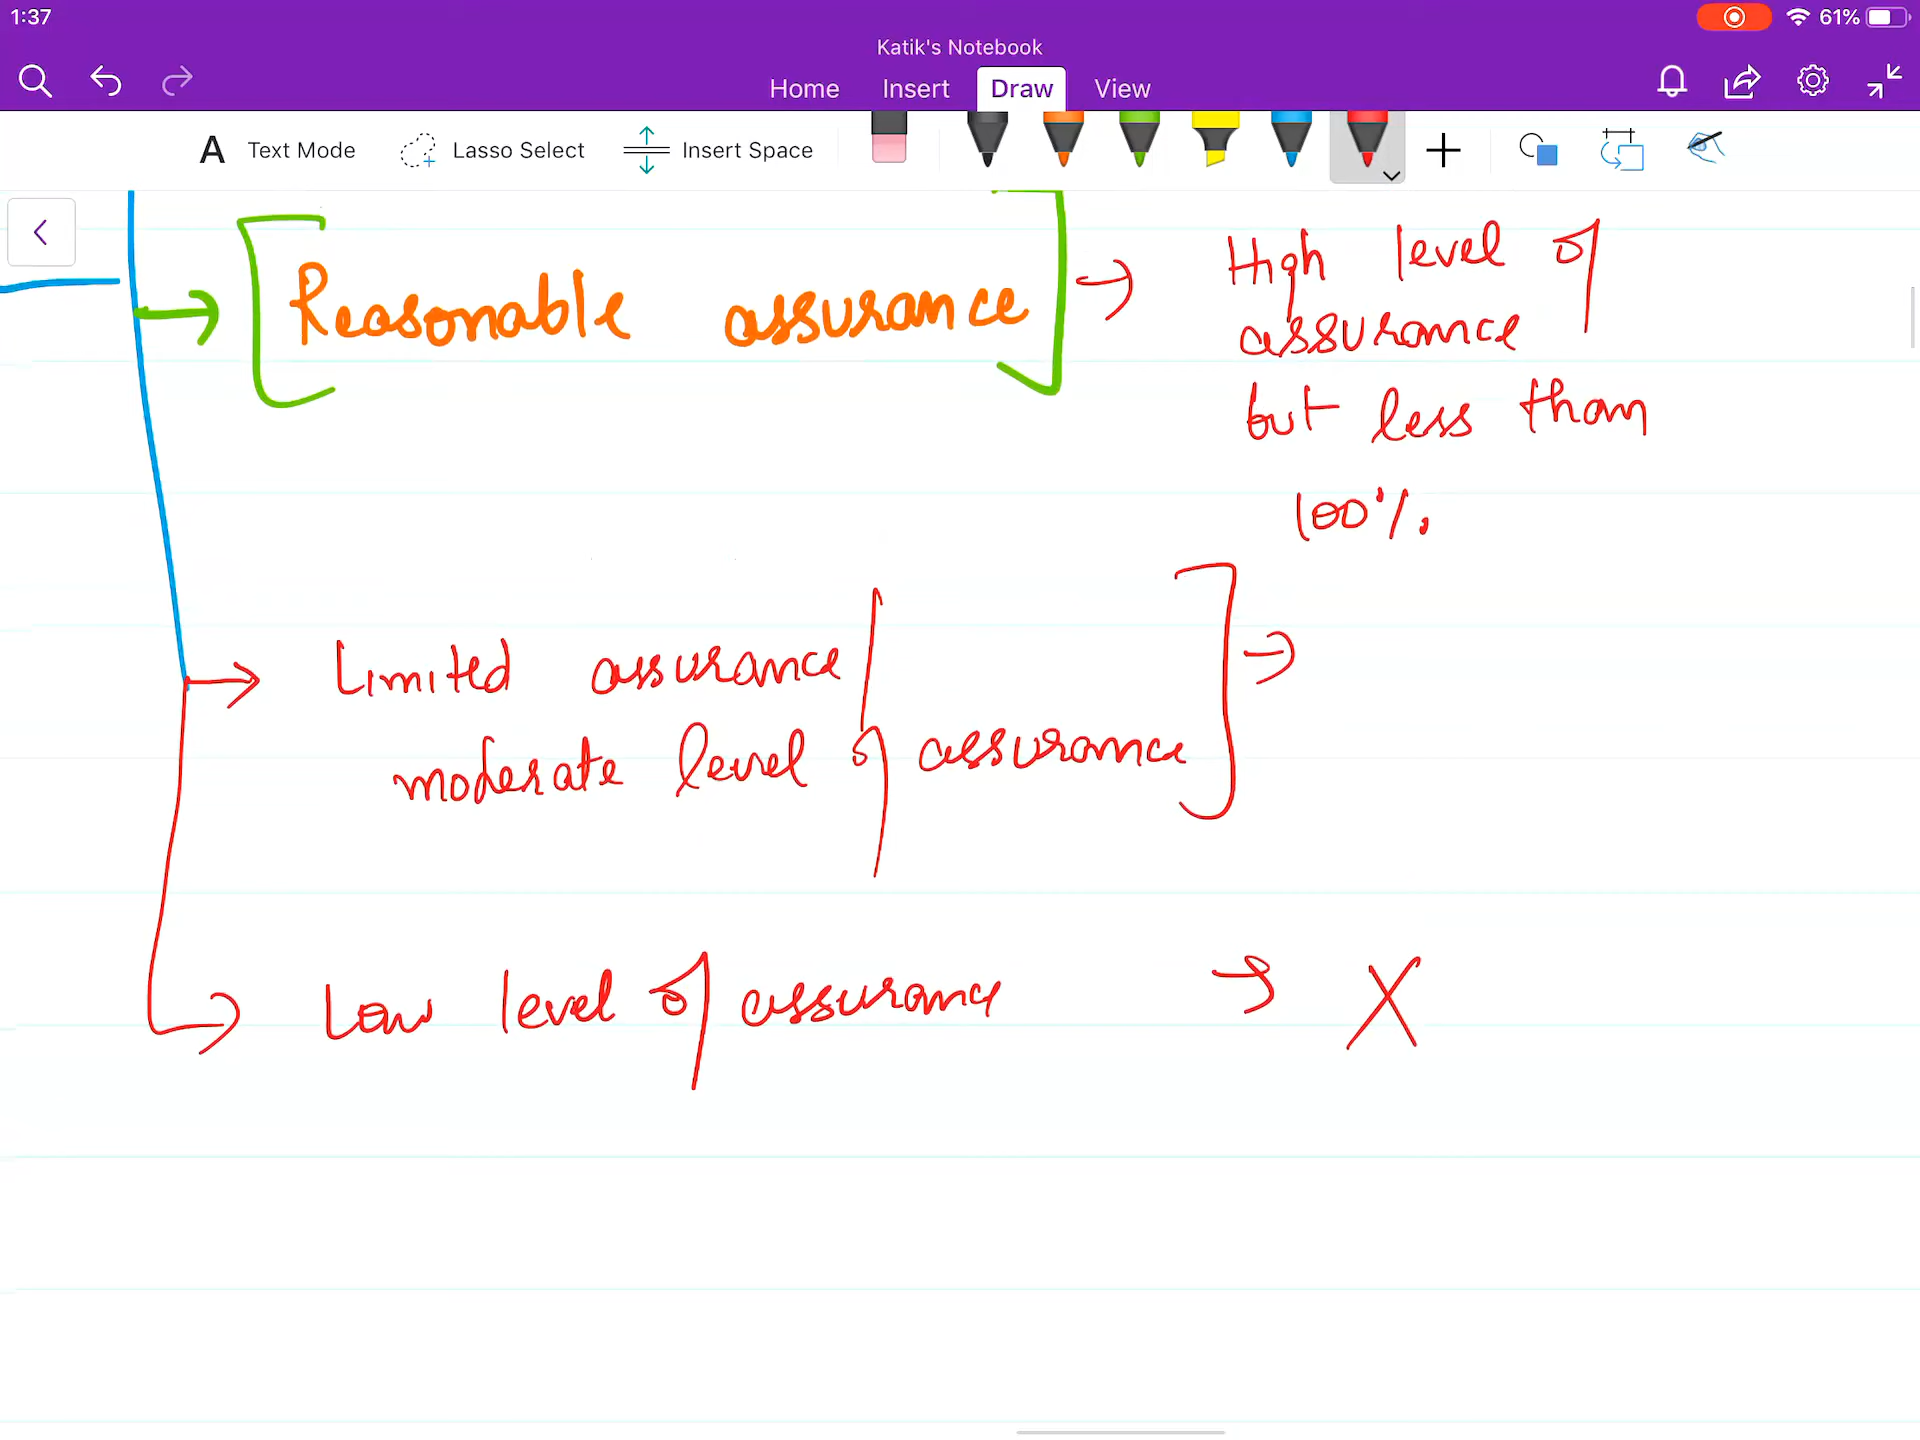 1:37
61%
Katik's Notebook
Home Insert Draw View
A Text Mode Lasso Select Insert Space
Reasonable assurance → High level of
assurance
but less than
100%.
→ Limited assurance /
moderate level of assurance →
→ Low level of assurance → X